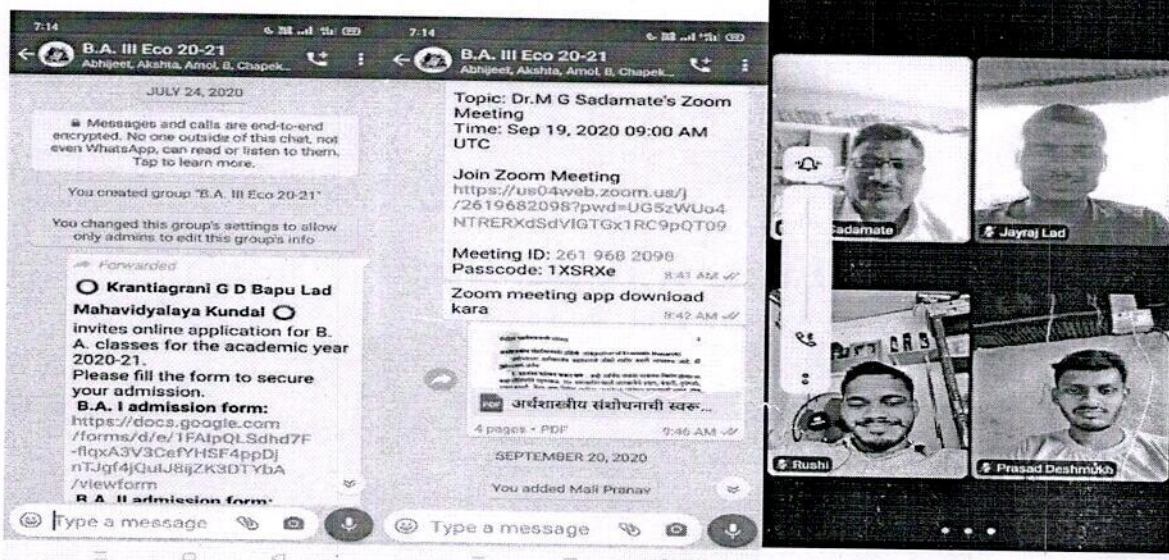 7:14
B.A. III Eco 20-21
Abhijeet, Akshta, Amol, B, Chapek...
JULY 24, 2020
Messages and calls are end-to-end
encrypted. No one outside of this chat, not
even WhatsApp, can read or listen to them.
Tap to learn more.
You created group "B.A. III Eco 20-21"
You changed this group's settings to allow
only admins to edit this group's info
Forwarded
Krantiagrani G D Bapu Lad
Mahavidyalaya Kundal
invites online application for B.
A. classes for the academic year
2020-21.
Please fill the form to secure
your admission.
B.A. I admission form:
https://docs.google.com
/forms/d/e/1FAIpQLSdhd7F
-flqxA3V3CefYHSF4ppDj
nTJgf4jQuIJ8ijZK3DTYbA
/viewform
B.A. II admission form:
Type a message
7:14
B.A. III Eco 20-21
Abhijeet, Akshta, Amol, B, Chapek...
Topic: Dr.M G Sadamate's Zoom
Meeting
Time: Sep 19, 2020 09:00 AM
UTC
Join Zoom Meeting
https://us04web.zoom.us/j
/2619682098?pwd=UG5zWUo4
NTRERXdSdVlGTGx1RC9pQT09
Meeting ID: 261 968 2098
Passcode: 1XSRXe
8:41 AM
Zoom meeting app download
kara
8:42 AM
PDF अर्थशास्त्रीय संशोधनाची स्वरू...
4 pages • PDF
9:46 AM
SEPTEMBER 20, 2020
You added Mali Pranav
Type a message
Sadamate
Jayraj Lad
Rushi
Prasad Deshmukh